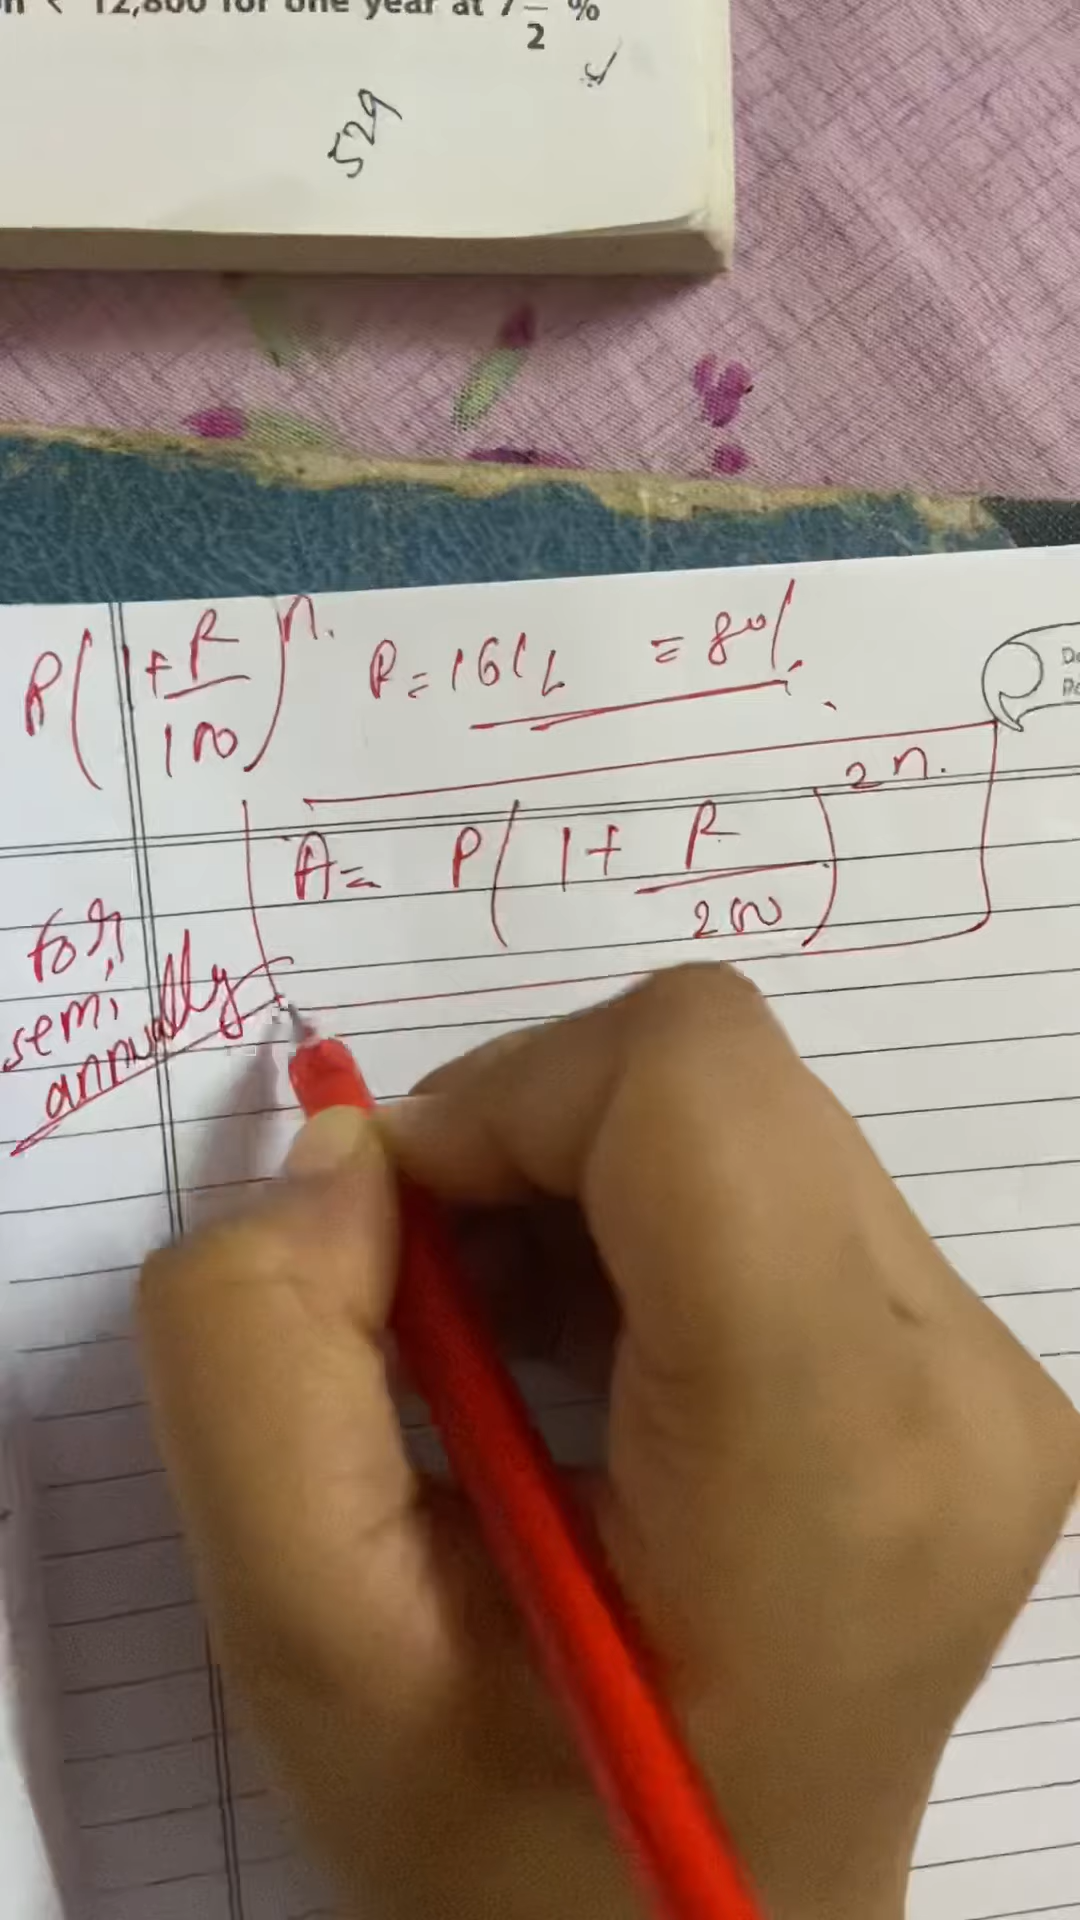 ₹ 12,800 for one year at 7 1/2 %
529
P(1+R/100)^n. R=16% =8%.
A= P(1+R/200)^2n.
for
semi
annually